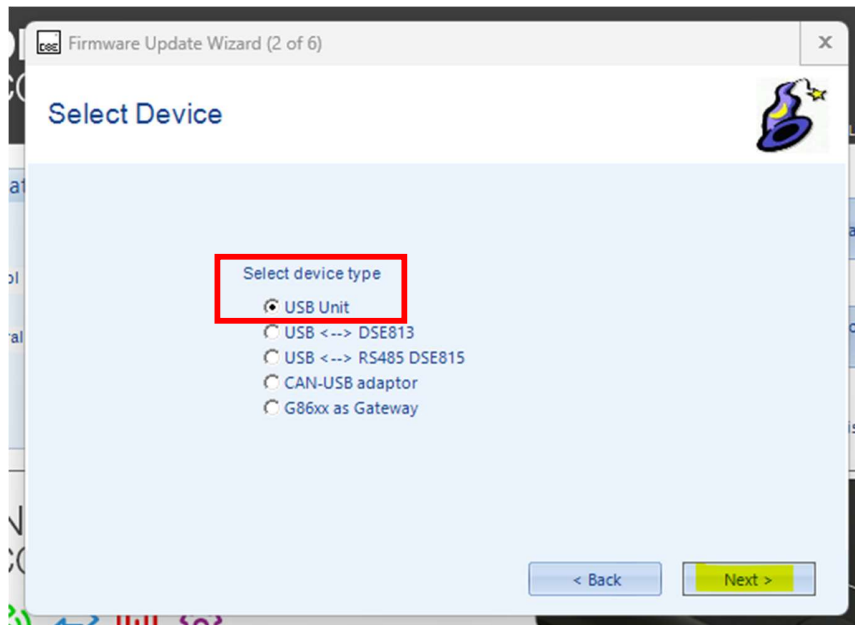 DSE Firmware Update Wizard (2 of 6)
x
Select Device
Select device type
USB Unit
USB <--> DSE813
USB <--> RS485 DSE815
CAN-USB adaptor
G86xx as Gateway
< Back
Next >